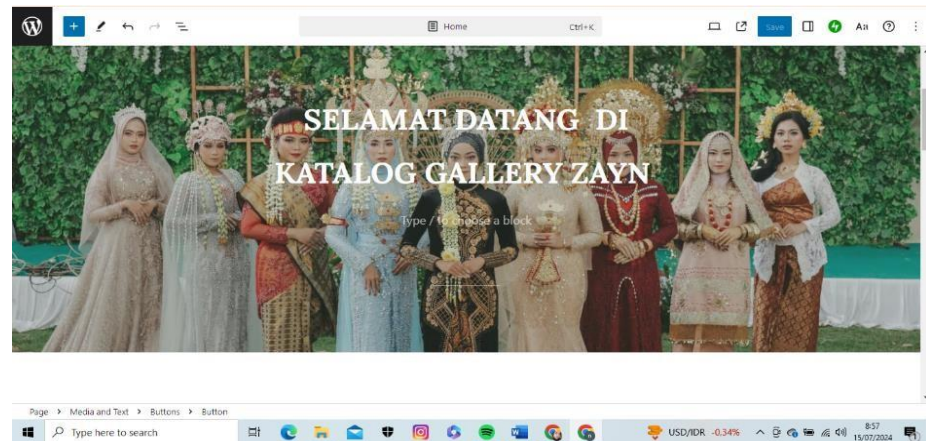 Home
Ctrl+K
Save
Aa
SELAMAT DATANG DI
KATALOG GALLERY ZAYN
Type / to choose a block
Page > Media and Text > Buttons > Button
Type here to search
USD/IDR -0.34%
8:57
15/07/2024